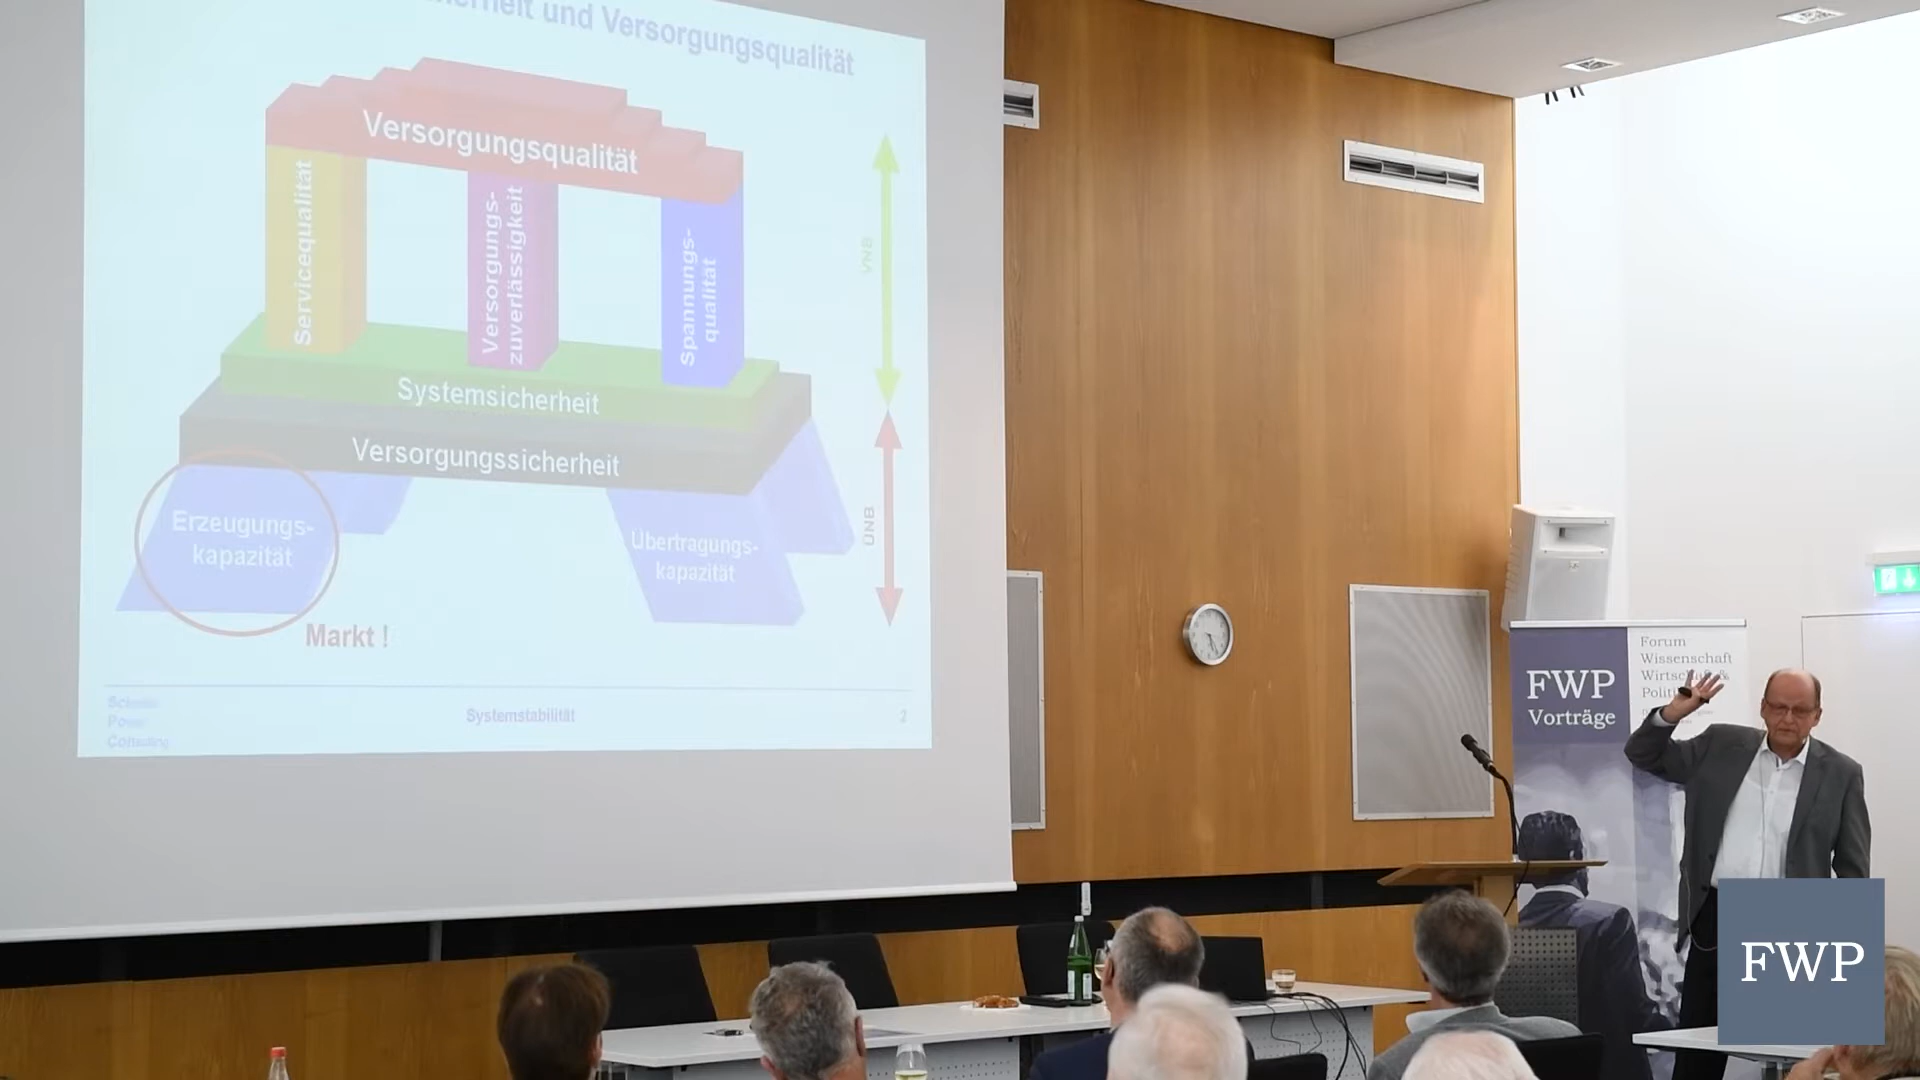 und Versorgungsqualität
Versorgungsqualität
Servicequalität
Versorgungs-
zuverlässigkeit
Spannungs-
qualität
VNB
Systemsicherheit
Versorgungssicherheit
Erzeugungs-
kapazität
Übertragungs-
kapazität
ÜNB
Markt !
Systemstabilität
2
FWP
Vorträge
Forum
Wissenschaft
FWP